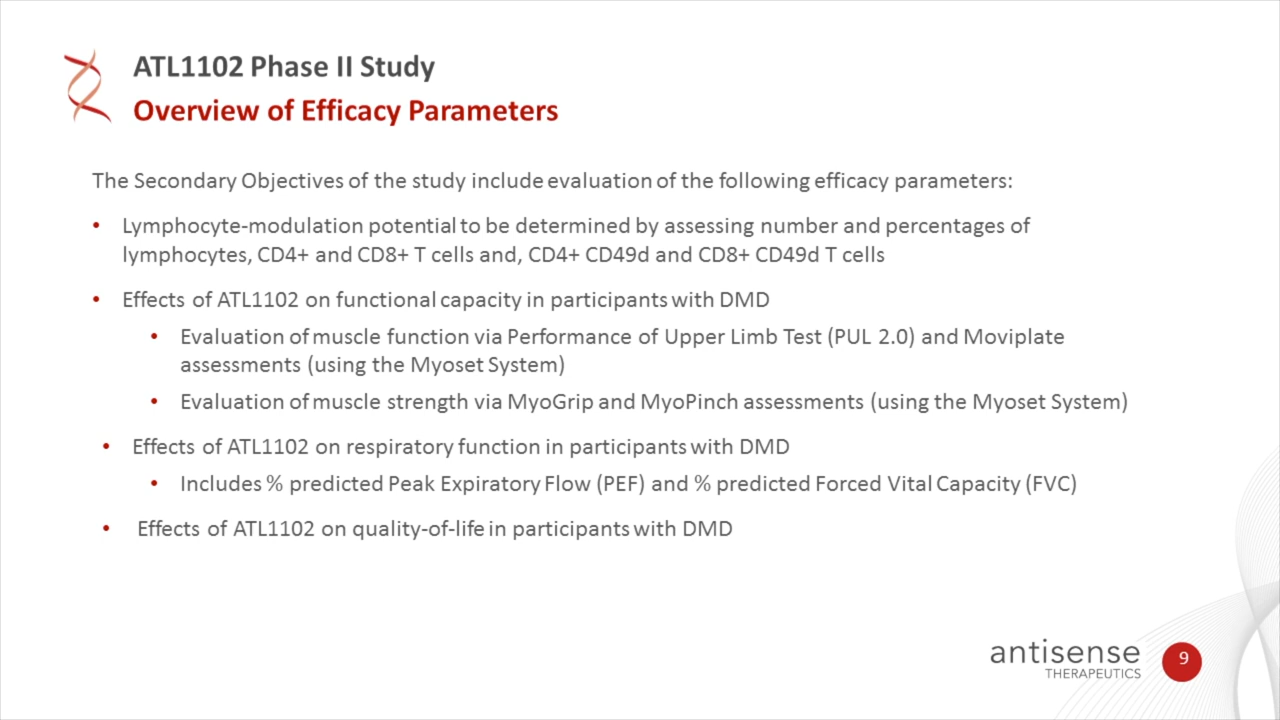 ATL1102 Phase II Study
Overview of Efficacy Parameters
The Secondary Objectives of the study include evaluation of the following efficacy parameters:
• Lymphocyte-modulation potential to be determined by assessing number and percentages of
lymphocytes, CD4+ and CD8+ T cells and, CD4+ CD49d and CD8+ CD49d T cells
• Effects of ATL1102 on functional capacity in participants with DMD
• Evaluation of muscle function via Performance of Upper Limb Test (PUL 2.0) and Moviplate
assessments (using the Myoset System)
• Evaluation of muscle strength via MyoGrip and MyoPinch assessments (using the Myoset System)
• Effects of ATL1102 on respiratory function in participants with DMD
• Includes % predicted Peak Expiratory Flow (PEF) and % predicted Forced Vital Capacity (FVC)
• Effects of ATL1102 on quality-of-life in participants with DMD
antisense
THERAPEUTICS
9